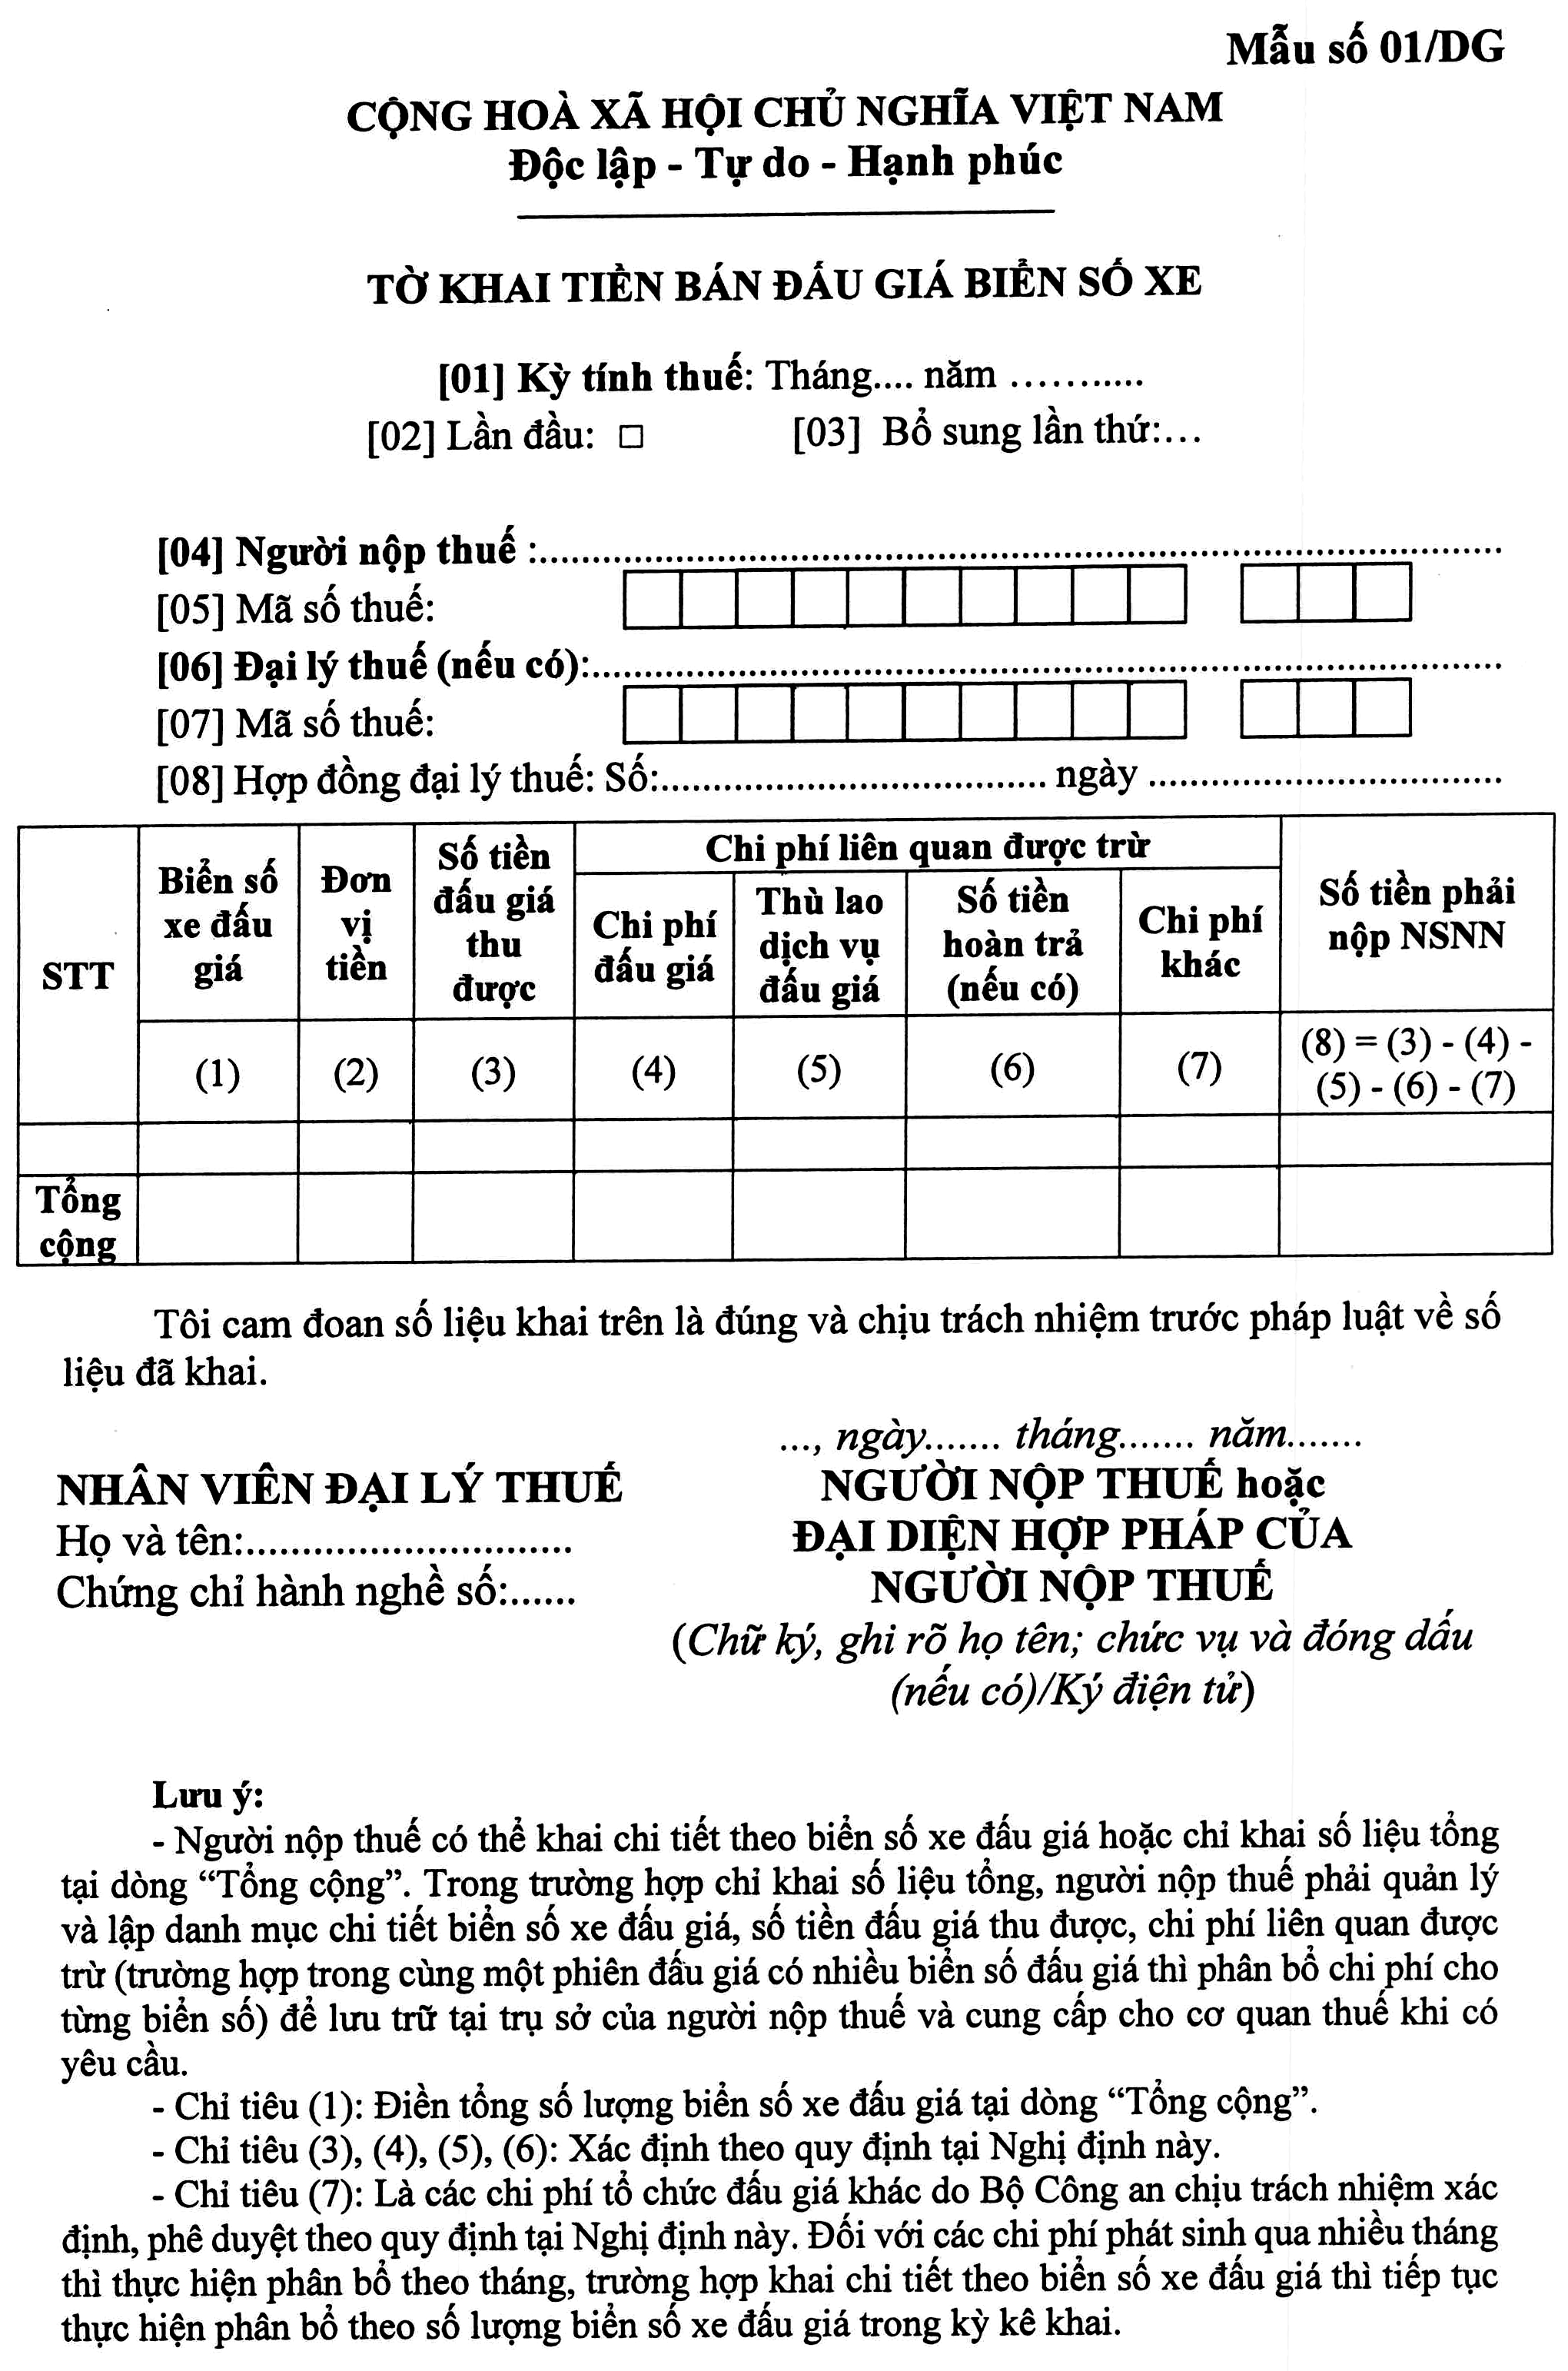 Mẫu số 01/DG
CỘNG HOÀ XÃ HỘI CHỦ NGHĨA VIỆT NAM
Độc lập - Tự do - Hạnh phúc
TỜ KHAI TIỀN BÁN ĐẤU GIÁ BIỂN SỐ XE
[01] Kỳ tính thuế: Tháng.... năm ...........
[02] Lần đầu: □ [03] Bổ sung lần thứ:...
[04] Người nộp thuế :..........................................................................................
[05] Mã số thuế:
[06] Đại lý thuế (nếu có):.....................................................................................
[07] Mã số thuế:
[08] Hợp đồng đại lý thuế: Số:..................................... ngày ..................................
STT
Biển số
xe đấu
giá
Đơn
vị
tiền
Số tiền
đấu giá
thu
được
Chi phí liên quan được trừ
Chi phí
đấu giá
Thù lao
dịch vụ
đấu giá
Số tiền
hoàn trả
(nếu có)
Chi phí
khác
Số tiền phải
nộp NSNN
(1)
(2)
(3)
(4)
(5)
(6)
(7)
(8) = (3) - (4) -
(5) - (6) - (7)
Tổng
cộng
Tôi cam đoan số liệu khai trên là đúng và chịu trách nhiệm trước pháp luật về số
liệu đã khai.
..., ngày....... tháng....... năm.......
NHÂN VIÊN ĐẠI LÝ THUẾ
Họ và tên:.............................
Chứng chỉ hành nghề số:......
NGƯỜI NỘP THUẾ hoặc
ĐẠI DIỆN HỢP PHÁP CỦA
NGƯỜI NỘP THUẾ
(Chữ ký, ghi rõ họ tên; chức vụ và đóng dấu
(nếu có)/Ký điện tử)
Lưu ý:
- Người nộp thuế có thể khai chi tiết theo biển số xe đấu giá hoặc chỉ khai số liệu tổng
tại dòng “Tổng cộng”. Trong trường hợp chỉ khai số liệu tổng, người nộp thuế phải quản lý
và lập danh mục chi tiết biển số xe đấu giá, số tiền đấu giá thu được, chi phí liên quan được
trừ (trường hợp trong cùng một phiên đấu giá có nhiều biển số đấu giá thì phân bổ chi phí cho
từng biển số) để lưu trữ tại trụ sở của người nộp thuế và cung cấp cho cơ quan thuế khi có
yêu cầu.
- Chỉ tiêu (1): Điền tổng số lượng biển số xe đấu giá tại dòng “Tổng cộng”.
- Chỉ tiêu (3), (4), (5), (6): Xác định theo quy định tại Nghị định này.
- Chỉ tiêu (7): Là các chi phí tổ chức đấu giá khác do Bộ Công an chịu trách nhiệm xác
định, phê duyệt theo quy định tại Nghị định này. Đối với các chi phí phát sinh qua nhiều tháng
thì thực hiện phân bổ theo tháng, trường hợp khai chi tiết theo biển số xe đấu giá thì tiếp tục
thực hiện phân bổ theo số lượng biển số xe đấu giá trong kỳ kê khai.